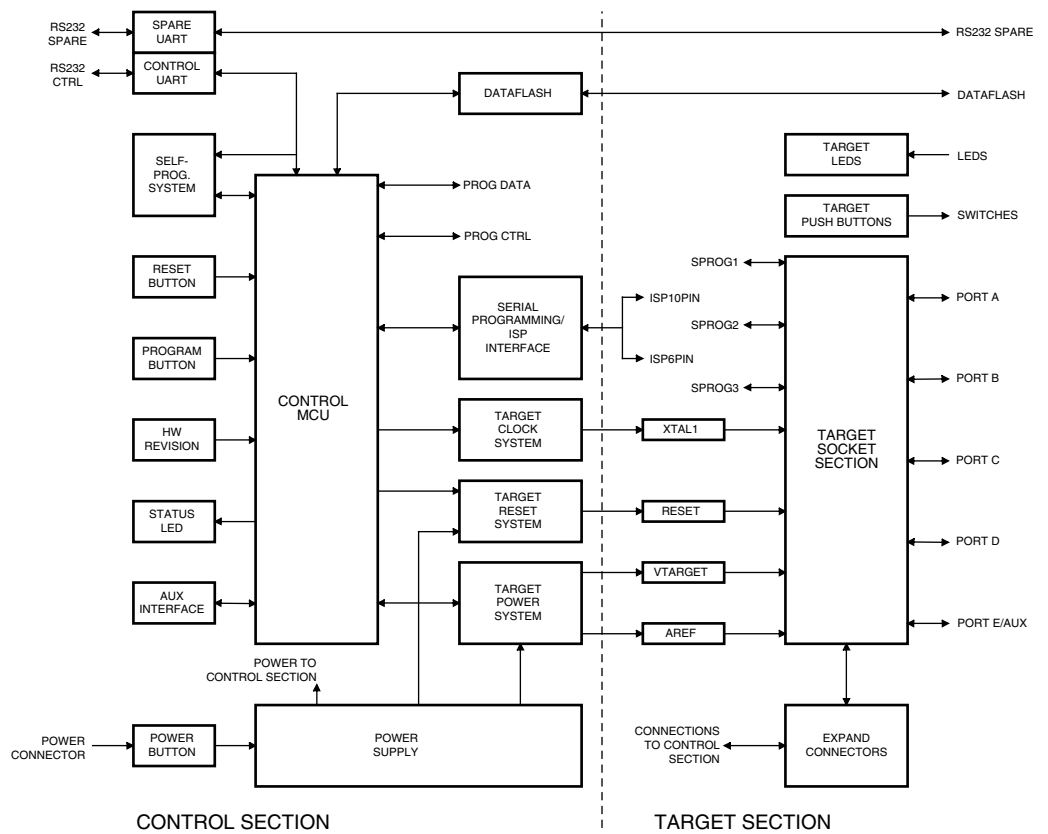 RS232
SPARE
SPARE
UART
RS232 SPARE
RS232
CTRL
CONTROL
UART
DATAFLASH
DATAFLASH
SELF-
PROG.
SYSTEM
TARGET
LEDS
LEDS
PROG DATA
TARGET
PUSH BUTTONS
SWITCHES
PROG CTRL
RESET
BUTTON
SPROG1
SERIAL
PROGRAMMING/
ISP
INTERFACE
ISP10PIN
PORT A
SPROG2
PROGRAM
BUTTON
ISP6PIN
SPROG3
PORT B
CONTROL
MCU
HW
REVISION
TARGET
CLOCK
SYSTEM
XTAL1
TARGET
SOCKET
SECTION
PORT C
STATUS
LED
TARGET
RESET
SYSTEM
RESET
PORT D
AUX
INTERFACE
TARGET
POWER
SYSTEM
VTARGET
AREF
PORT E/AUX
POWER TO
CONTROL SECTION
POWER
CONNECTOR
POWER
BUTTON
POWER
SUPPLY
CONNECTIONS
TO CONTROL
SECTION
EXPAND
CONNECTORS
CONTROL SECTION
TARGET SECTION